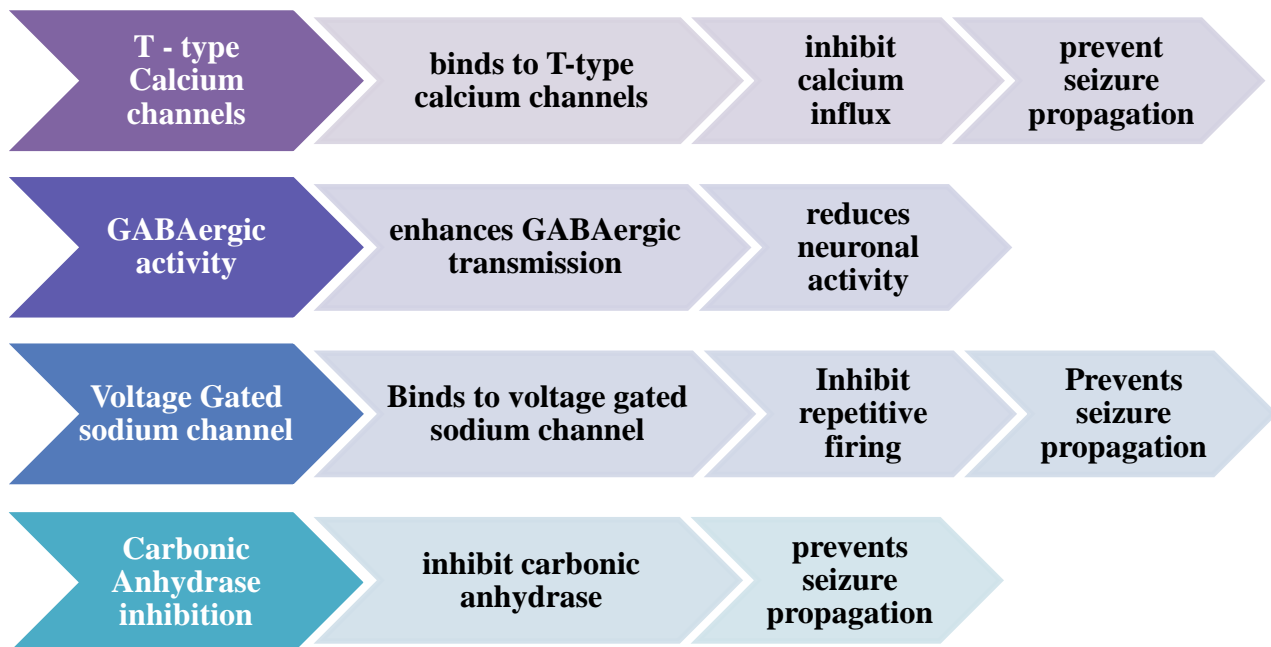 T - type
Calcium
channels
binds to T-type
calcium channels
inhibit
calcium
influx
prevent
seizure
propagation
GABAergic
activity
enhances GABAergic
transmission
reduces
neuronal
activity
Voltage Gated
sodium channel
Binds to voltage gated
sodium channel
Inhibit
repetitive
firing
Prevents
seizure
propagation
Carbonic
Anhydrase
inhibition
inhibit carbonic
anhydrase
prevents
seizure
propagation